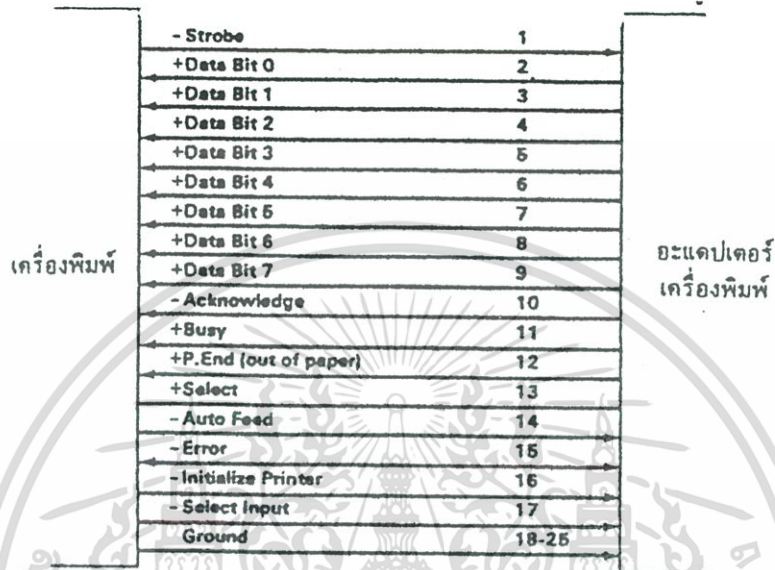 - Strobe 1
+Data Bit 0 2
+Data Bit 1 3
+Data Bit 2 4
+Data Bit 3 5
+Data Bit 4 6
+Data Bit 5 7
+Data Bit 6 8
+Data Bit 7 9
- Acknowledge 10
+Busy 11
+P.End (out of paper) 12
+Select 13
- Auto Feed 14
- Error 15
- Initialize Printer 16
- Select Input 17
Ground 18-25
เครื่องพิมพ์
อะแดปเตอร์
เครื่องพิมพ์